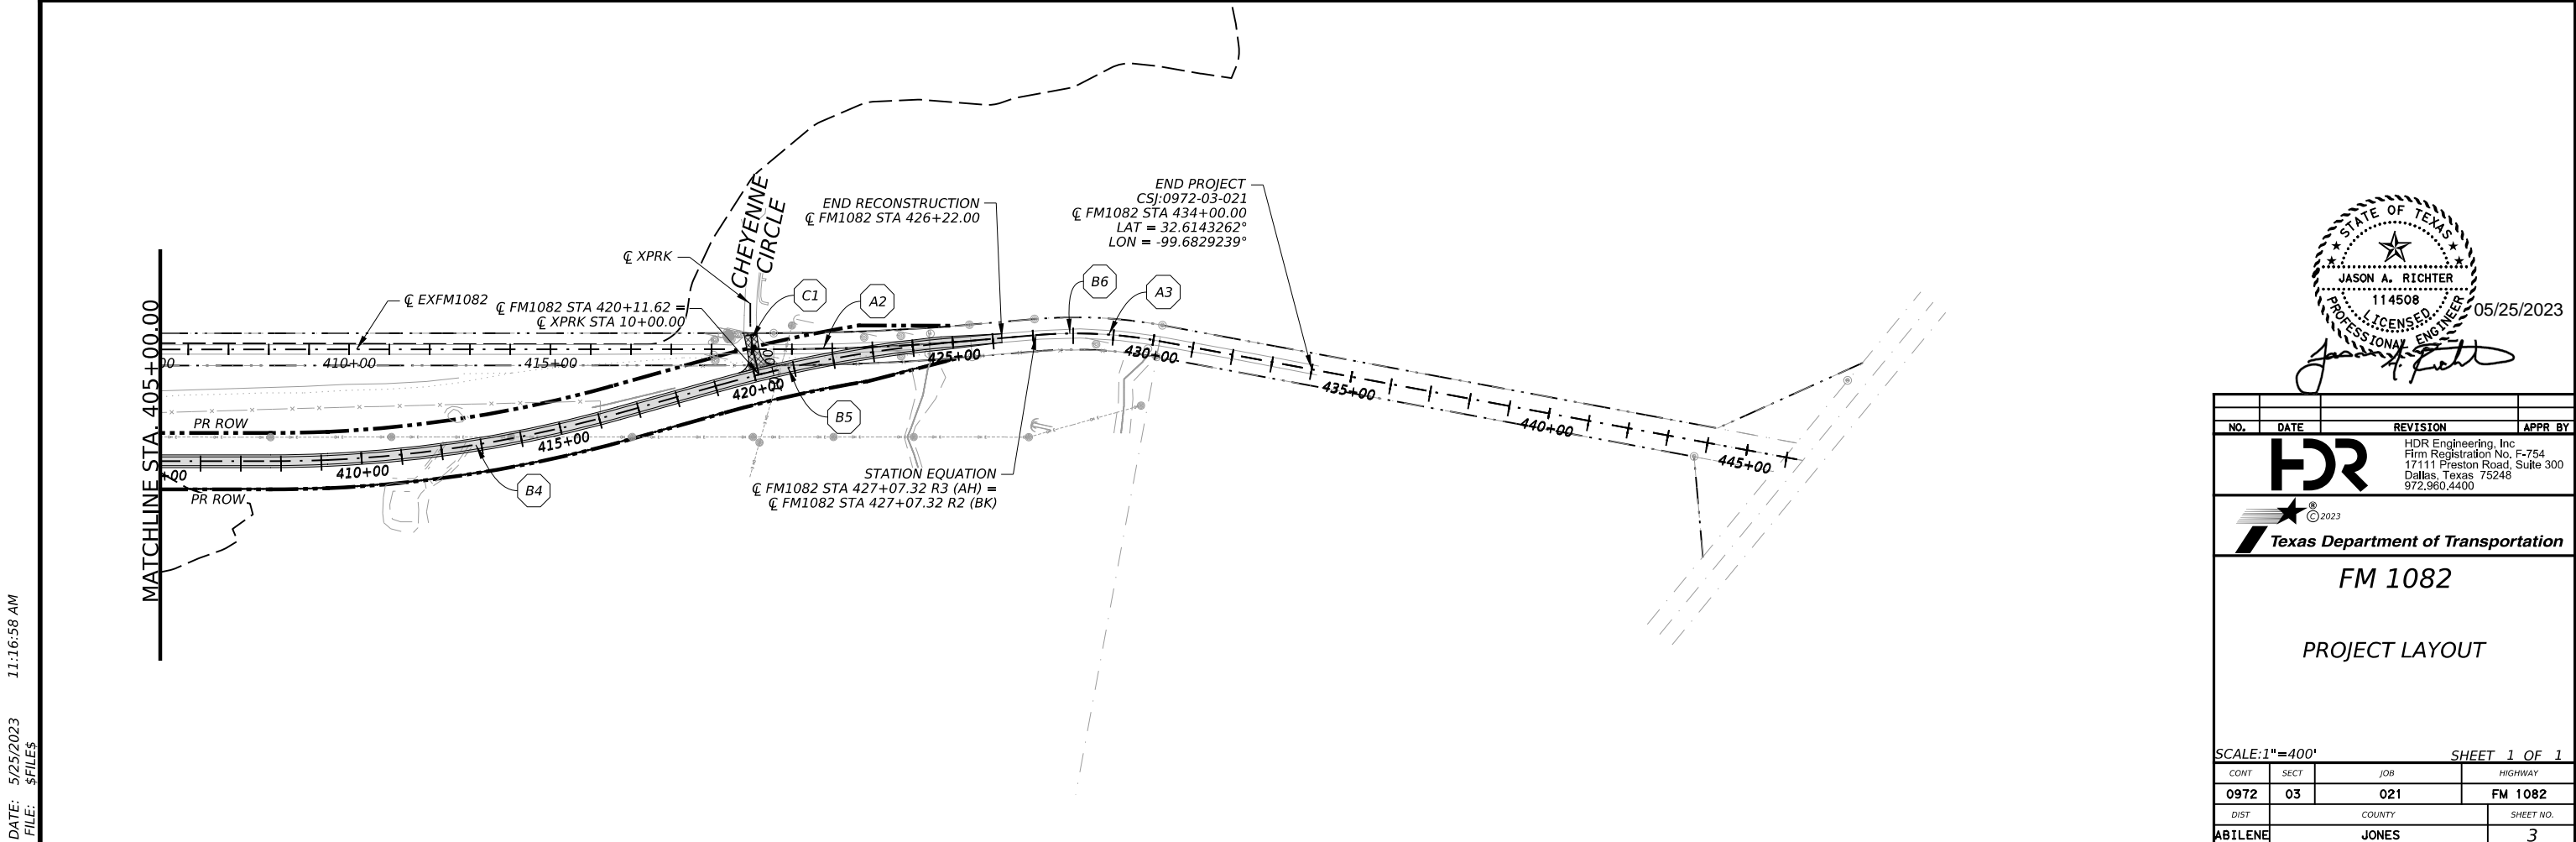 CHEYENNE
CIRCLE
END RECONSTRUCTION
℄ FM1082 STA 426+22.00
END PROJECT
CSJ:0972-03-021
℄ FM1082 STA 434+00.00
LAT = 32.6143262°
LON = -99.6829239°
℄ XPRK
℄ EXFM1082
℄ FM1082 STA 420+11.62 =
℄ XPRK STA 10+00.00
C1
A2
B6
A3
MATCHLINE STA. 405+00.00
410+00
415+00
425+00
430+00
420+00
435+00
B5
PR ROW
415+00
440+00
410+00
445+00
B4
PR ROW
STATION EQUATION
℄ FM1082 STA 427+07.32 R3 (AH) =
℄ FM1082 STA 427+07.32 R2 (BK)
STATE OF TEXAS
JASON A. RICHTER
114508
LICENSED
PROFESSIONAL ENGINEER
05/25/2023
NO. DATE REVISION APPR BY
HDR
HDR Engineering, Inc
Firm Registration No. F-754
17111 Preston Road, Suite 300
Dallas, Texas 75248
972.960.4400
® © 2023
Texas Department of Transportation
FM 1082
PROJECT LAYOUT
SCALE:1"=400' SHEET 1 OF 1
CONT SECT JOB HIGHWAY
0972 03 021 FM 1082
DIST COUNTY SHEET NO.
ABILENE JONES 3
DATE: 5/25/2023 11:16:58 AM
FILE: $FILE$